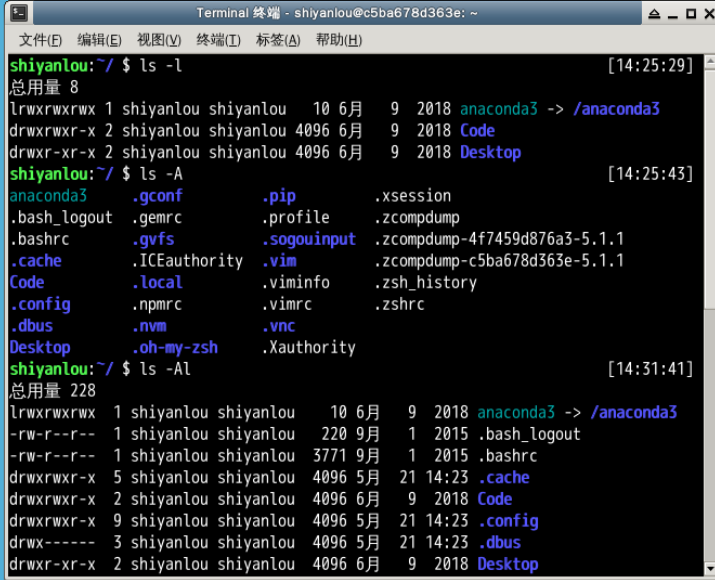 Terminal 终端 - shiyanlou@c5ba678d363e: ~
文件(F) 编辑(E) 视图(V) 终端(T) 标签(A) 帮助(H)
shiyanlou:~/ $ ls -l [14:25:29]
总用量 8
lrwxrwxrwx 1 shiyanlou shiyanlou 10 6月 9 2018 anaconda3 -> /anaconda3
drwxrwxr-x 2 shiyanlou shiyanlou 4096 6月 9 2018 Code
drwxr-xr-x 2 shiyanlou shiyanlou 4096 6月 9 2018 Desktop
shiyanlou:~/ $ ls -A [14:25:43]
anaconda3 .gconf .pip .xsession
.bash_logout .gemrc .profile .zcompdump
.bashrc .gvfs .sogouinput .zcompdump-4f7459d876a3-5.1.1
.cache .ICEauthority .vim .zcompdump-c5ba678d363e-5.1.1
Code .local .viminfo .zsh_history
.config .npmrc .vimrc .zshrc
.dbus .nvm .vnc
Desktop .oh-my-zsh .Xauthority
shiyanlou:~/ $ ls -Al [14:31:41]
总用量 228
lrwxrwxrwx 1 shiyanlou shiyanlou 10 6月 9 2018 anaconda3 -> /anaconda3
-rw-r--r-- 1 shiyanlou shiyanlou 220 9月 1 2015 .bash_logout
-rw-r--r-- 1 shiyanlou shiyanlou 3771 9月 1 2015 .bashrc
drwxrwxr-x 5 shiyanlou shiyanlou 4096 5月 21 14:23 .cache
drwxrwxr-x 2 shiyanlou shiyanlou 4096 6月 9 2018 Code
drwxrwxr-x 9 shiyanlou shiyanlou 4096 5月 21 14:23 .config
drwx------ 3 shiyanlou shiyanlou 4096 5月 21 14:23 .dbus
drwxr-xr-x 2 shiyanlou shiyanlou 4096 6月 9 2018 Desktop